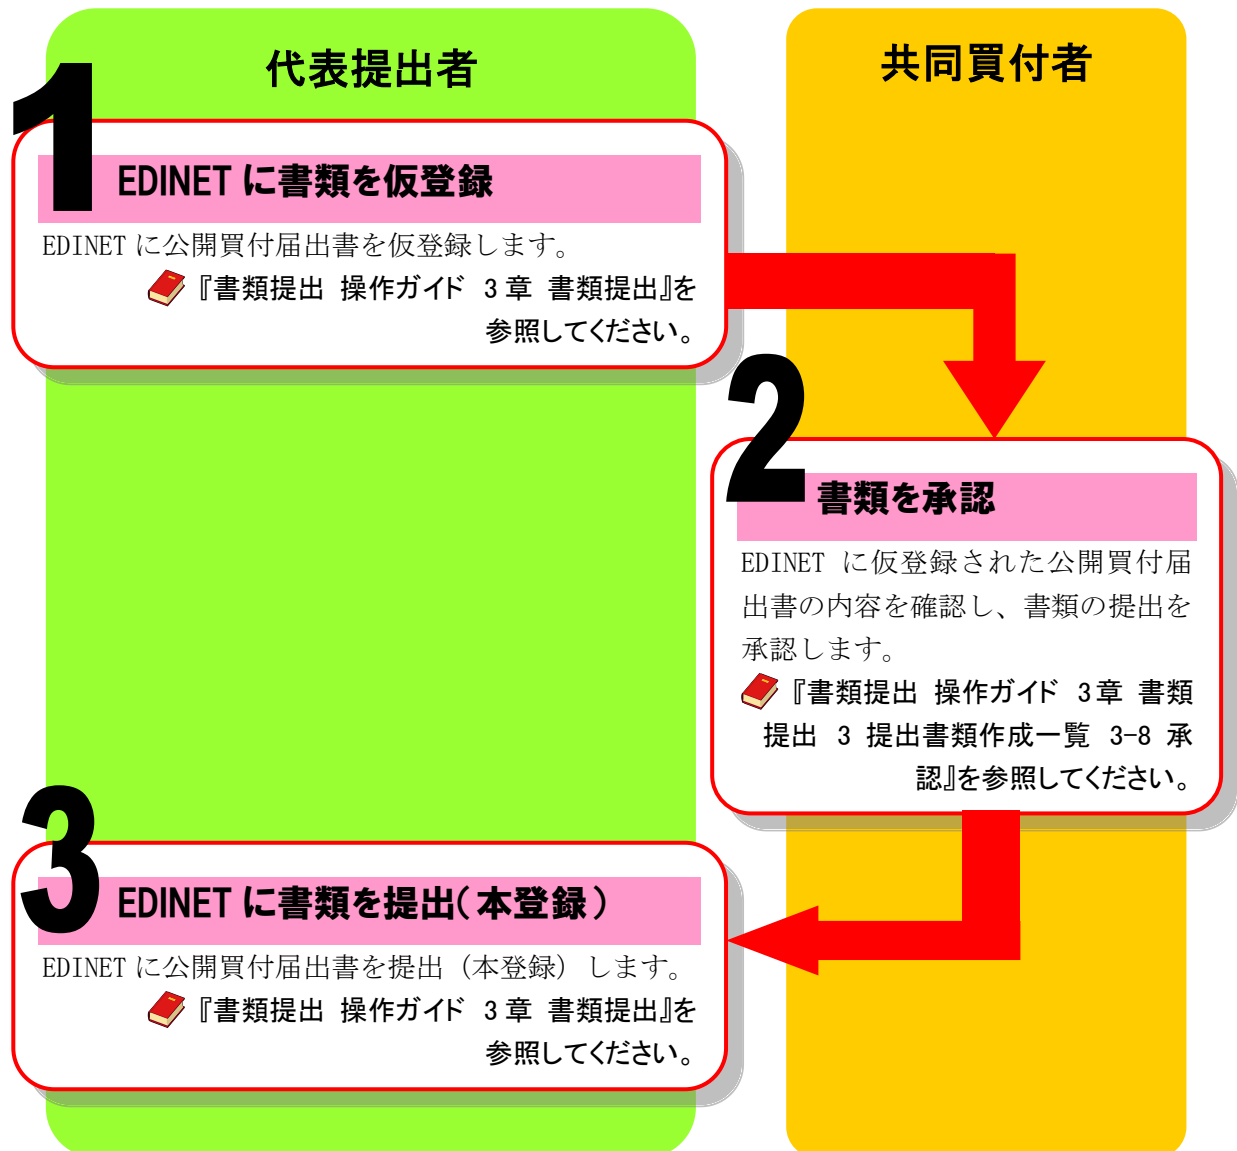 代表提出者
共同買付者
1
EDINET に書類を仮登録
EDINET に公開買付届出書を仮登録します。
『書類提出 操作ガイド 3 章 書類提出』を
参照してください。
2
書類を承認
EDINET に仮登録された公開買付届
出書の内容を確認し、書類の提出を
承認します。
『書類提出 操作ガイド 3 章 書類
提出 3 提出書類作成一覧 3-8 承
認』を参照してください。
3
EDINET に書類を提出(本登録)
EDINET に公開買付届出書を提出（本登録）します。
『書類提出 操作ガイド 3 章 書類提出』を
参照してください。